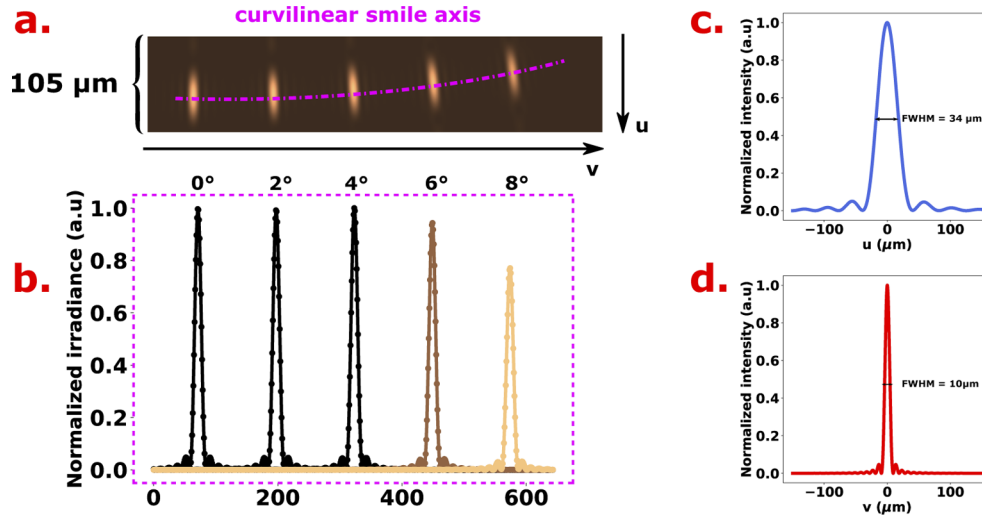 a.
curvilinear smile axis
105 µm
u
v
0° 2° 4° 6° 8°
b.
Normalized irradiance (a.u)
1.0
0.8
0.6
0.4
0.2
0.0
0 200 400 600
c.
Normalized intensity (a.u)
1.0
0.8
0.6
0.4
0.2
0.0
FWHM = 34 µm
−100 0 100
u (µm)
d.
Normalized intensity (a.u)
1.0
0.8
0.6
0.4
0.2
0.0
FWHM = 10µm
−100 0 100
v (µm)